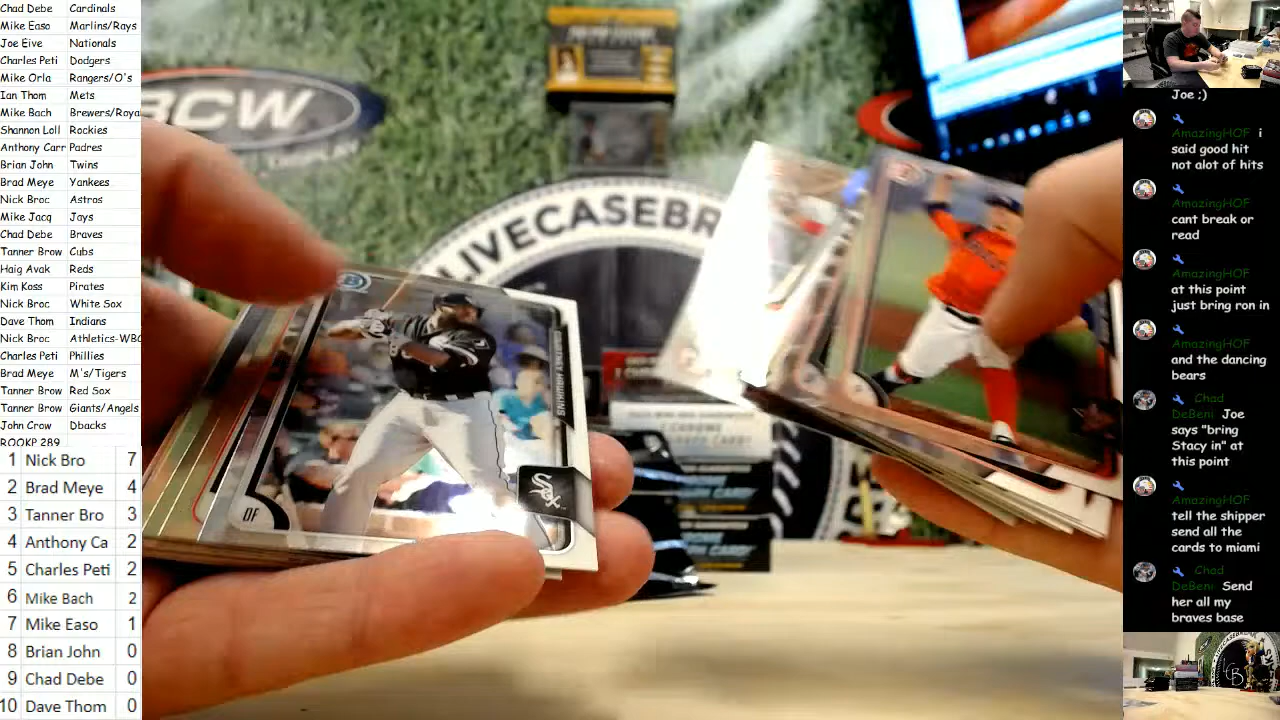 Chad Debe Cardinals
Mike Easo Marlins/Rays
Joe Eive Nationals
Charles Peti Dodgers
Mike Orla Rangers/O's
Ian Thom Mets
Mike Bach Brewers/Roya
Shannon Loll Rockies
Anthony Carr Padres
Brian John Twins
Brad Meye Yankees
Nick Broc Astros
Mike Jacq Jays
Chad Debe Braves
Tanner Brow Cubs
Haig Avak Reds
Kim Koss Pirates
Nick Broc White Sox
Dave Thom Indians
Nick Broc Athletics-WBC
Charles Peti Phillies
Brad Meye M's/Tigers
Tanner Brow Red Sox
Tanner Brow Giants/Angels
John Crow Dbacks
1 Nick Bro 7
2 Brad Meye 4
3 Tanner Bro 3
4 Anthony Ca 2
5 Charles Peti 2
6 Mike Bach 2
7 Mike Easo 1
8 Brian John 0
9 Chad Debe 0
10 Dave Thom 0
BCW
LIVECASEBR
COURTNEY HAWKINS
Sox
OF
Joe ;)
AmazingHOF i
said good hit
not alot of hits
AmazingHOF
cant break or
read
AmazingHOF
at this point
just bring ron in
AmazingHOF
and the dancing
bears
Chad
DeBeni Joe
says "bring
Stacy in" at
this point
AmazingHOF
tell the shipper
send all the
cards to miami
Chad
DeBeni Send
her all my
braves base